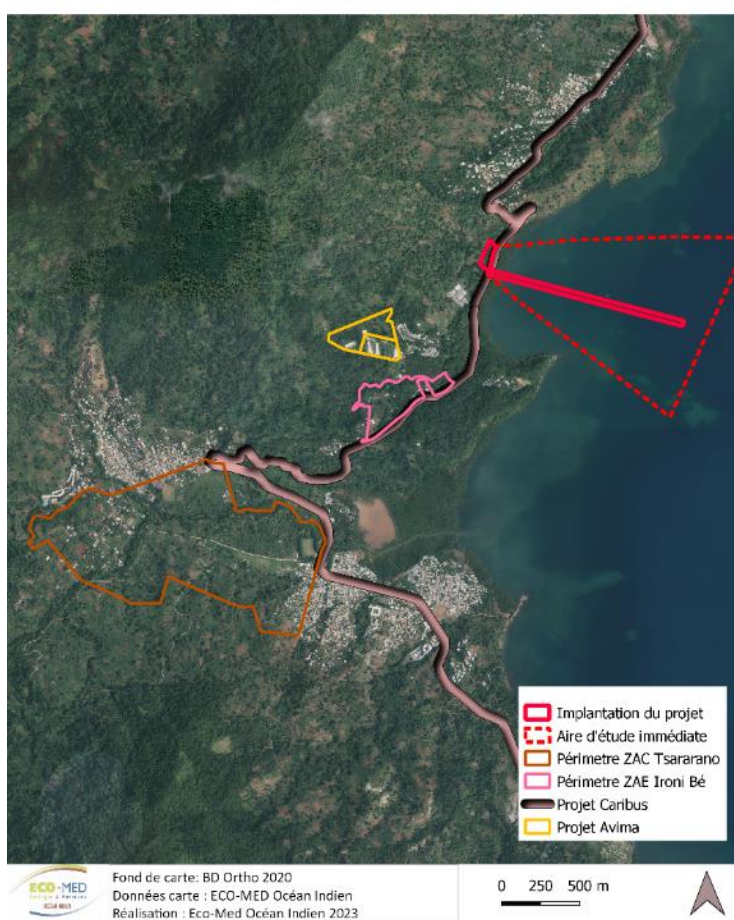 Implantation du projet
Aire d'étude immédiate
Périmetre ZAC Tsararano
Périmetre ZAE Ironi Bé
Projet Caribus
Projet Avima
ECO-MED
Fond de carte: BD Ortho 2020
Données carte : ECO-MED Océan Indien
Réalisation : Eco-Med Océan Indien 2023
0 250 500 m